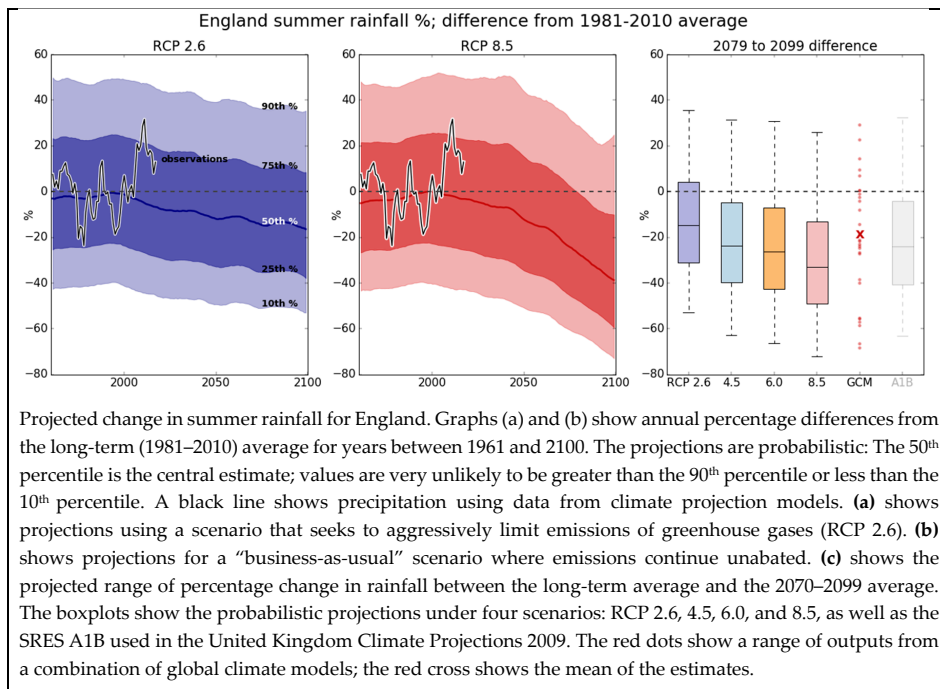 England summer rainfall %; difference from 1981-2010 average
RCP 2.6
RCP 8.5
2079 to 2099 difference
60
40
20
0
−20
−40
−60
−80
%
90th %
75th %
observations
50th %
25th %
10th %
2000
2050
2100
60
40
20
0
−20
−40
−60
−80
%
2000
2050
2100
60
40
20
0
−20
−40
−60
−80
%
RCP 2.6
4.5
6.0
8.5
GCM
A1B
Projected change in summer rainfall for England. Graphs (a) and (b) show annual percentage differences from
the long-term (1981–2010) average for years between 1961 and 2100. The projections are probabilistic: The 50th
percentile is the central estimate; values are very unlikely to be greater than the 90th percentile or less than the
10th percentile. A black line shows precipitation using data from climate projection models. (a) shows
projections using a scenario that seeks to aggressively limit emissions of greenhouse gases (RCP 2.6). (b)
shows projections for a “business-as-usual” scenario where emissions continue unabated. (c) shows the
projected range of percentage change in rainfall between the long-term average and the 2070–2099 average.
The boxplots show the probabilistic projections under four scenarios: RCP 2.6, 4.5, 6.0, and 8.5, as well as the
SRES A1B used in the United Kingdom Climate Projections 2009. The red dots show a range of outputs from
a combination of global climate models; the red cross shows the mean of the estimates.